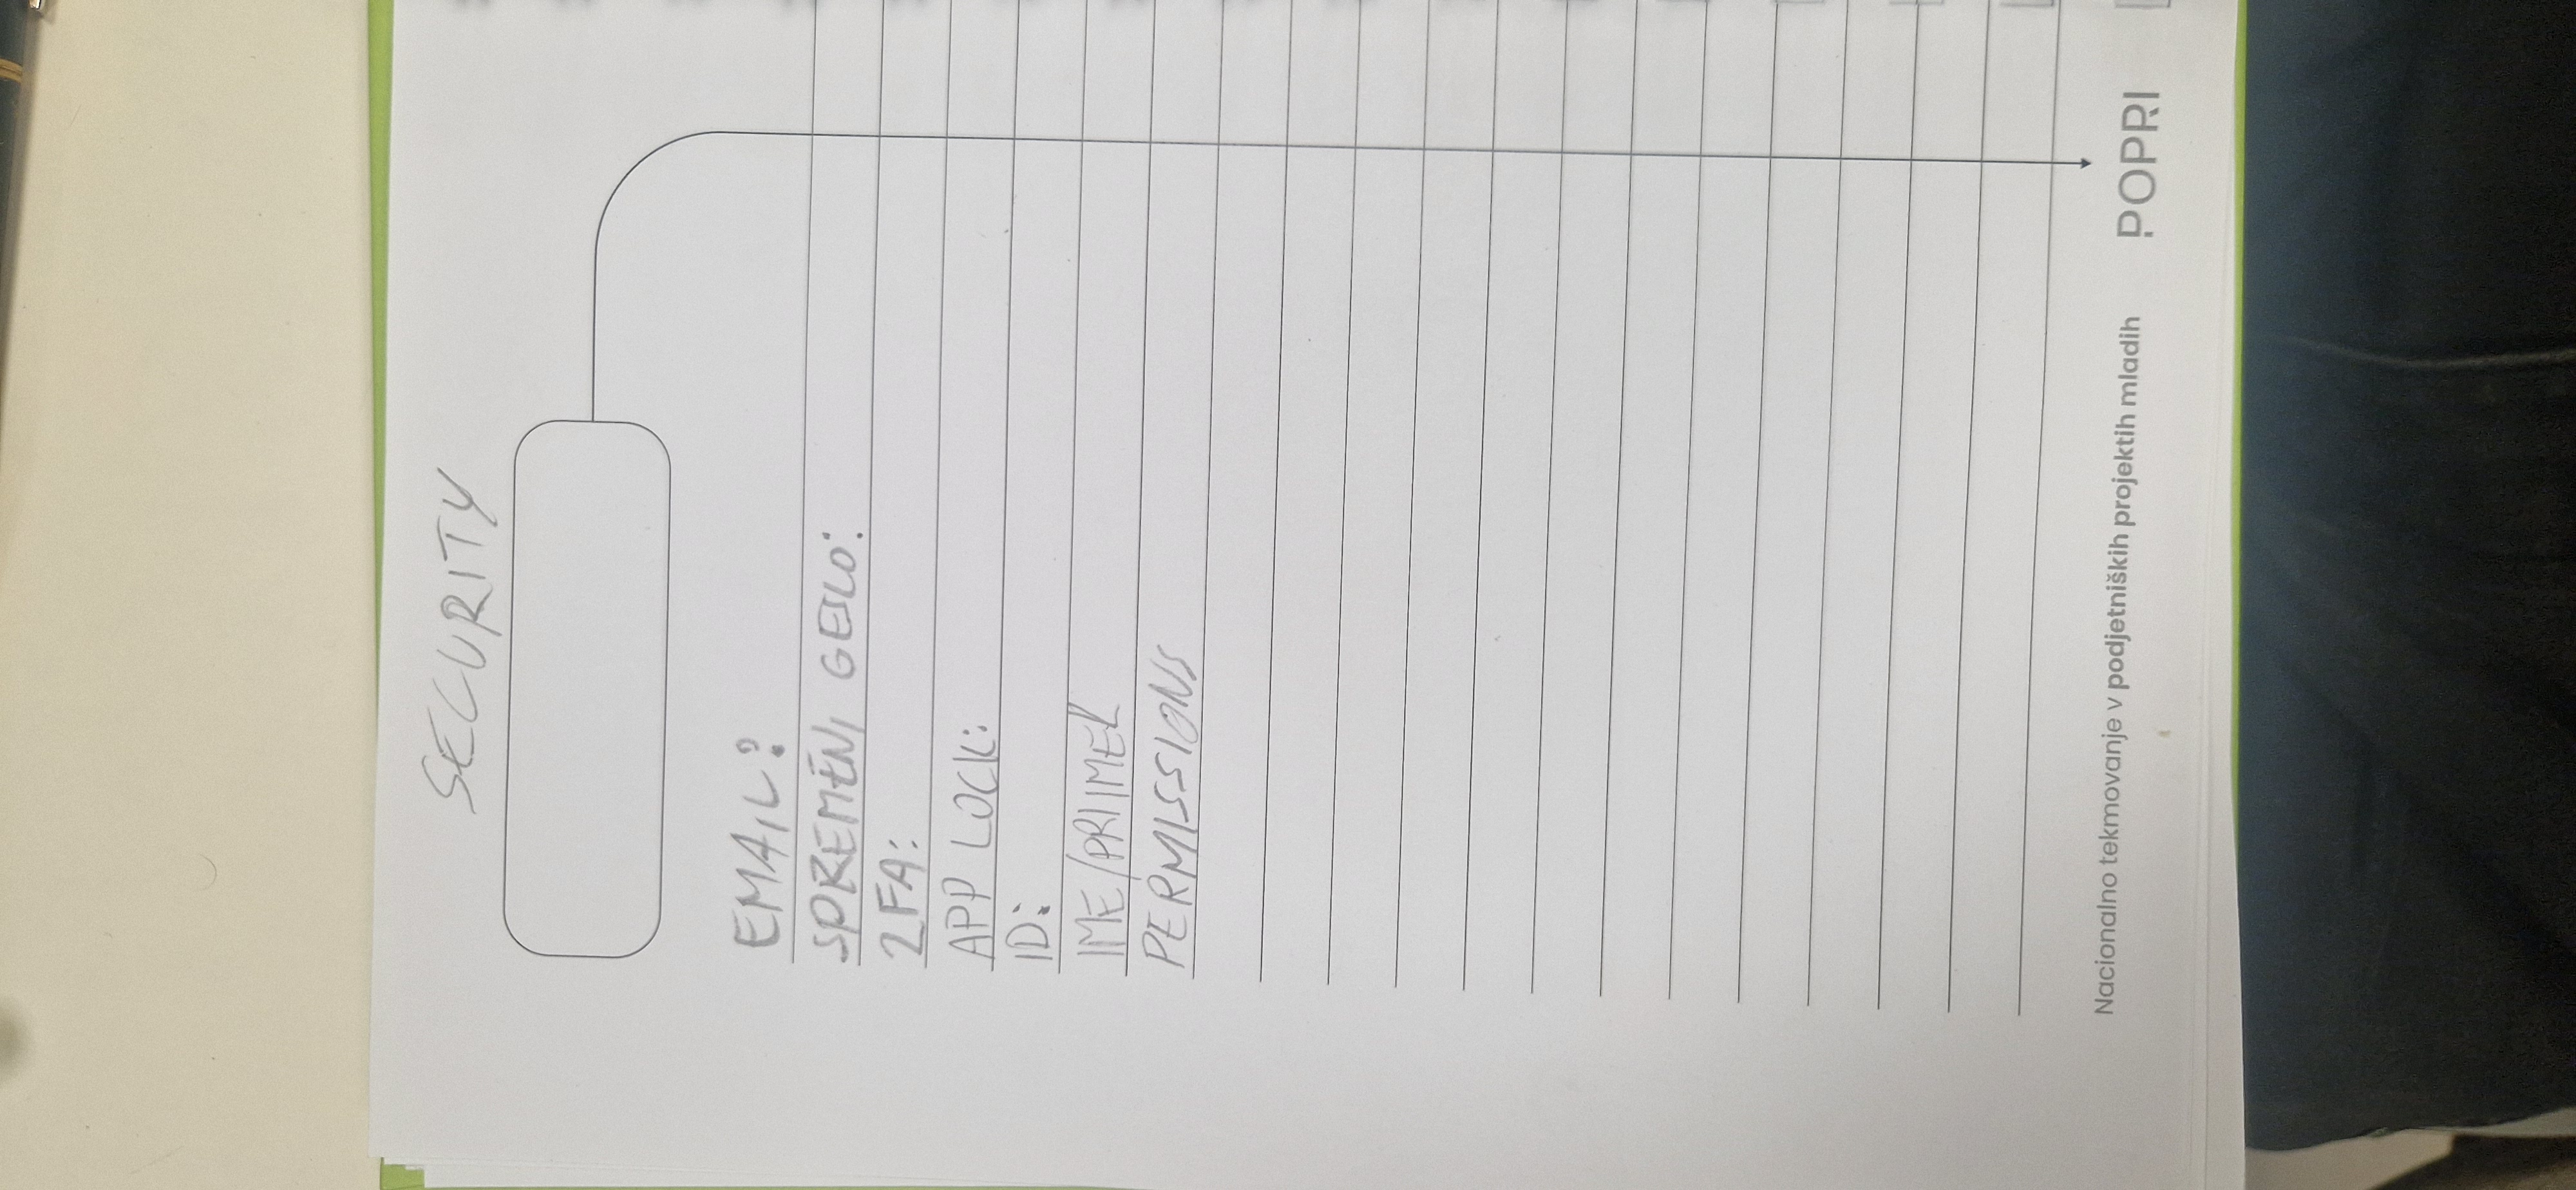 SECURITY
EMAIL:
SPREMENI GESLO:
2FA:
APP LOCK:
ID:
IME/PRIIMEK
PERMISSIONS
Nacionalno tekmovanje v podjetniških projektih mladih
POPRI